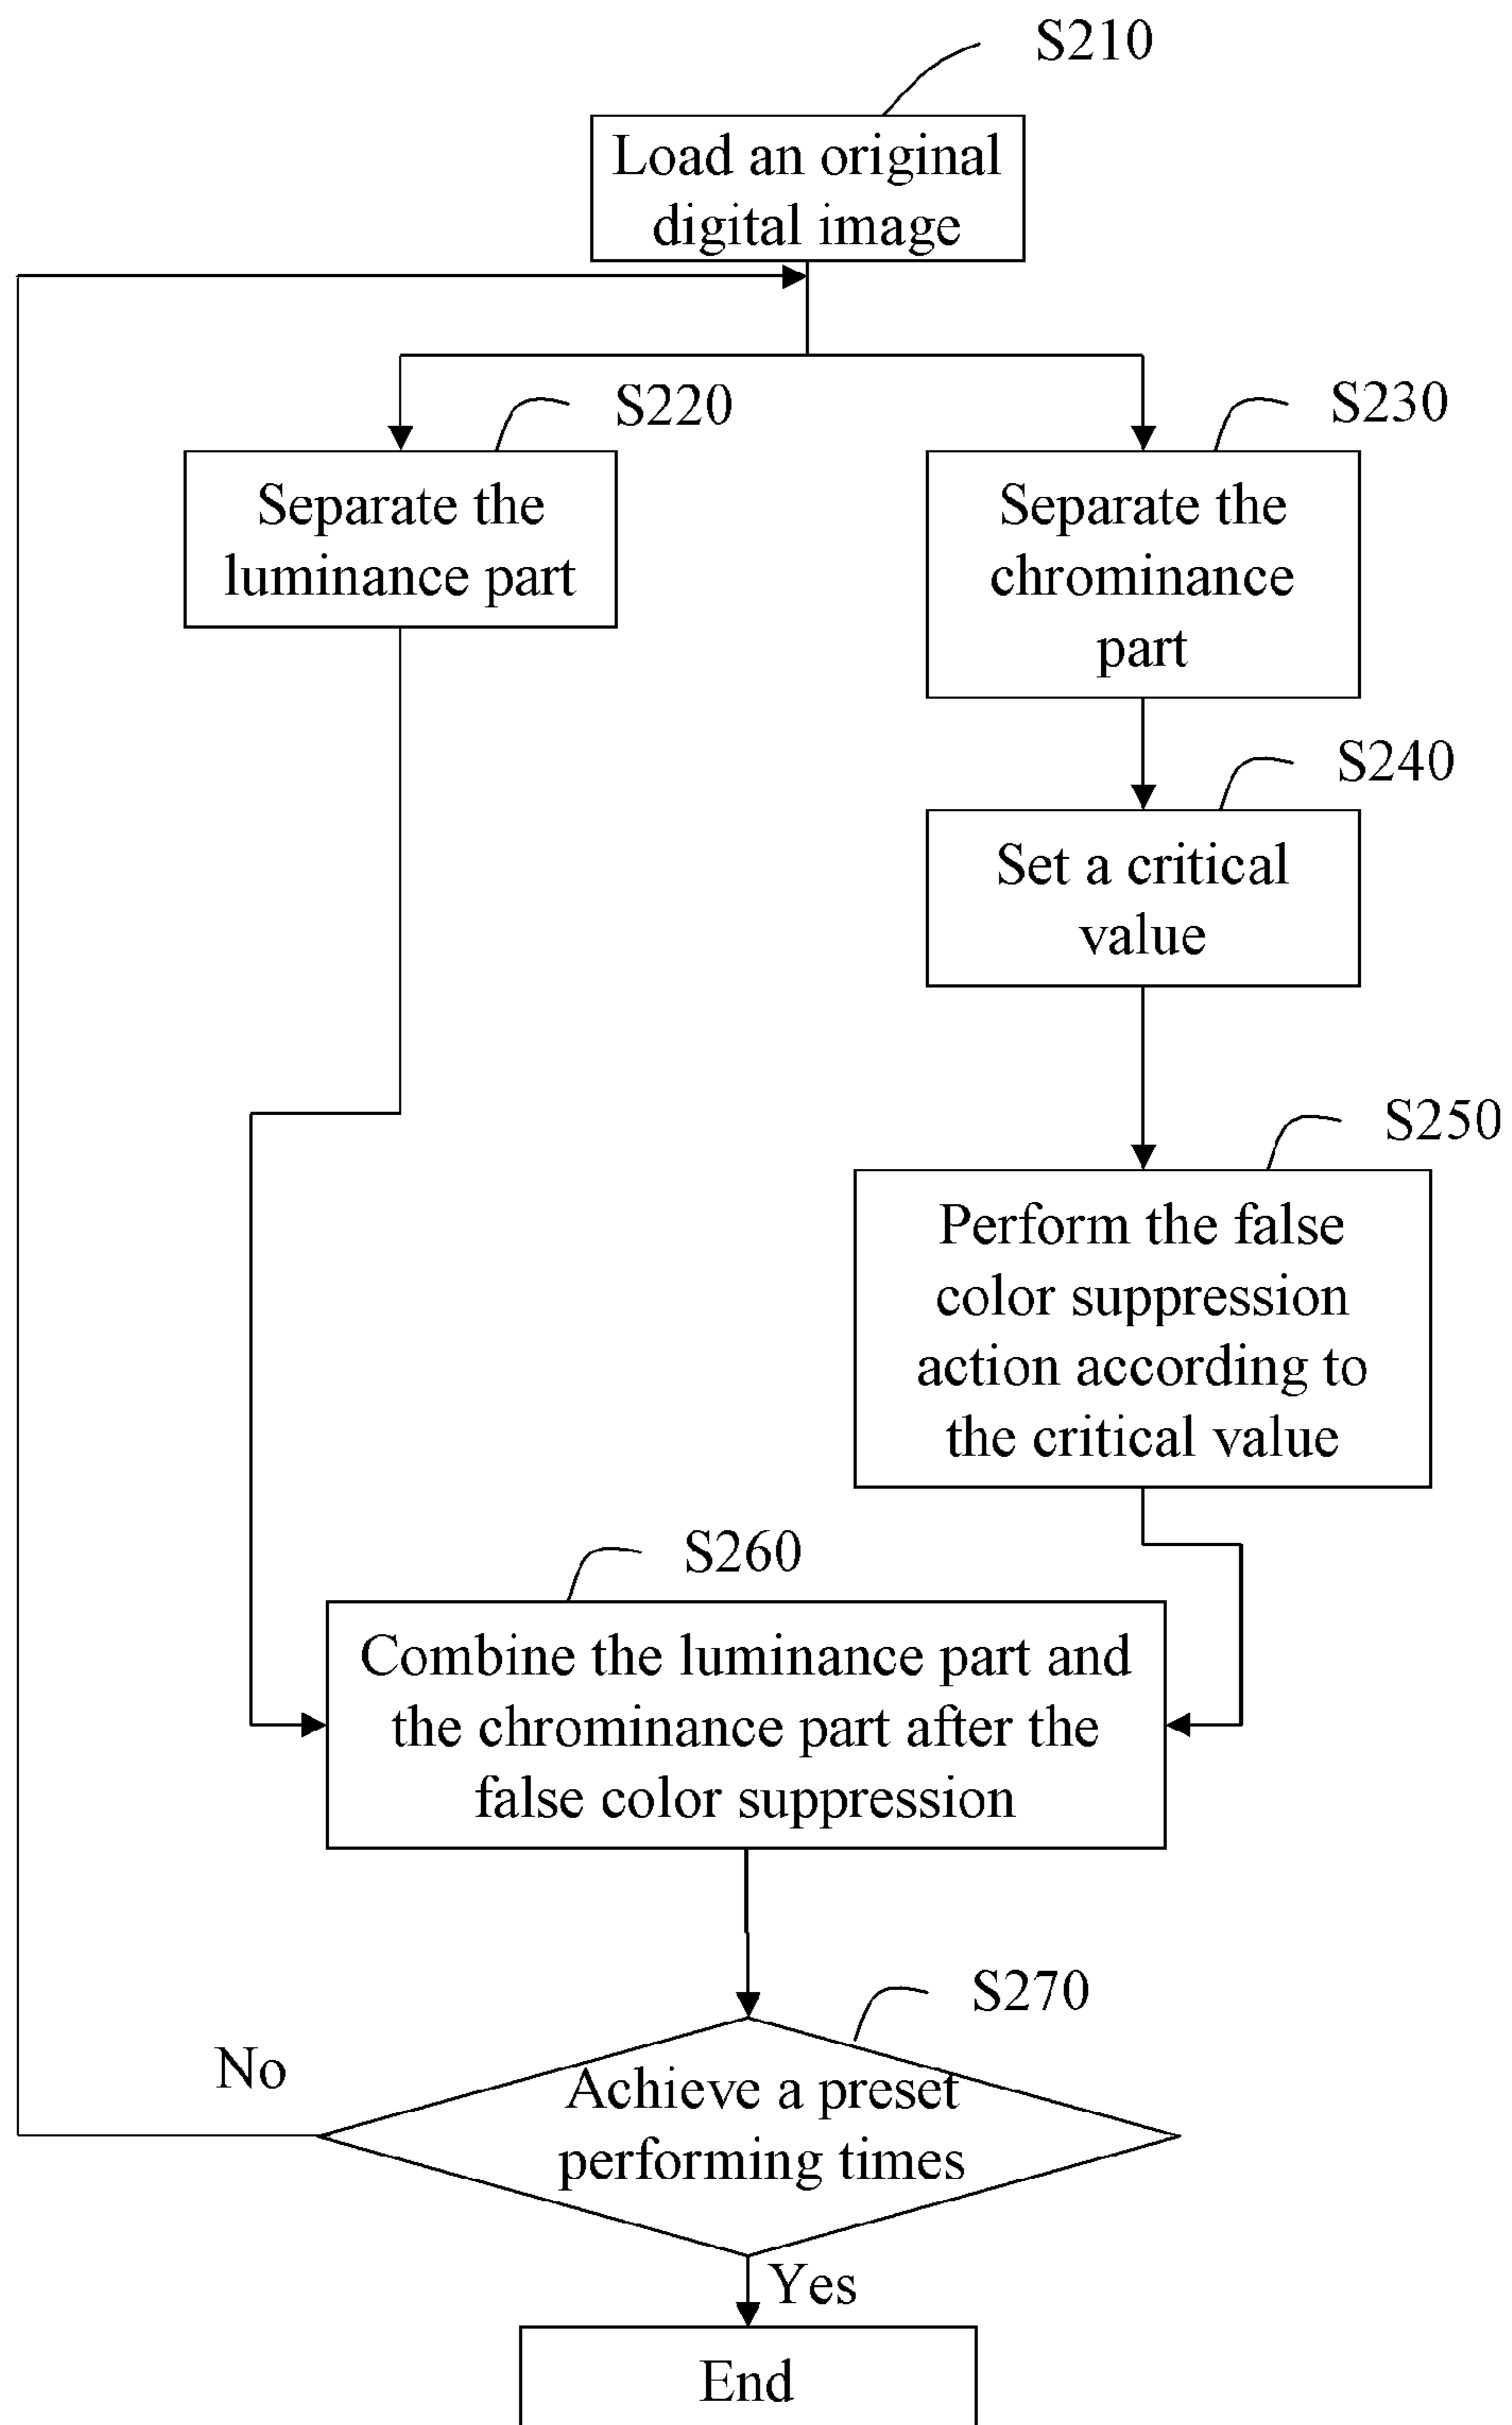 S210
Load an original
digital image
S220
S230
Separate the
luminance part
Separate the
chrominance
part
S240
Set a critical
value
S250
Perform the false
color suppression
action according to
the critical value
S260
Combine the luminance part and
the chrominance part after the
false color suppression
S270
No
Achieve a preset
performing times
Yes
End